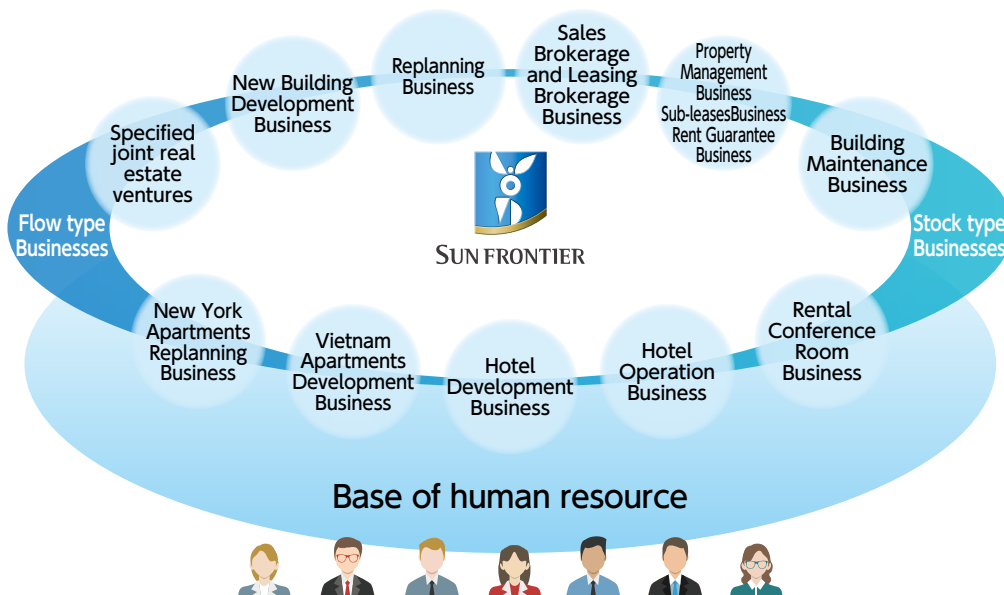 Sales
Brokerage
and Leasing
Brokerage
Business
Replanning
Business
New Building
Development
Business
Property
Management
Business
Sub-leasesBusiness
Rent Guarantee
Business
Specified
joint real
estate
ventures
Building
Maintenance
Business
Flow type
Businesses
SUN FRONTIER
Stock type
Businesses
New York
Apartments
Replanning
Business
Vietnam
Apartments
Development
Business
Hotel
Development
Business
Hotel
Operation
Business
Rental
Conference
Room
Business
Base of human resource